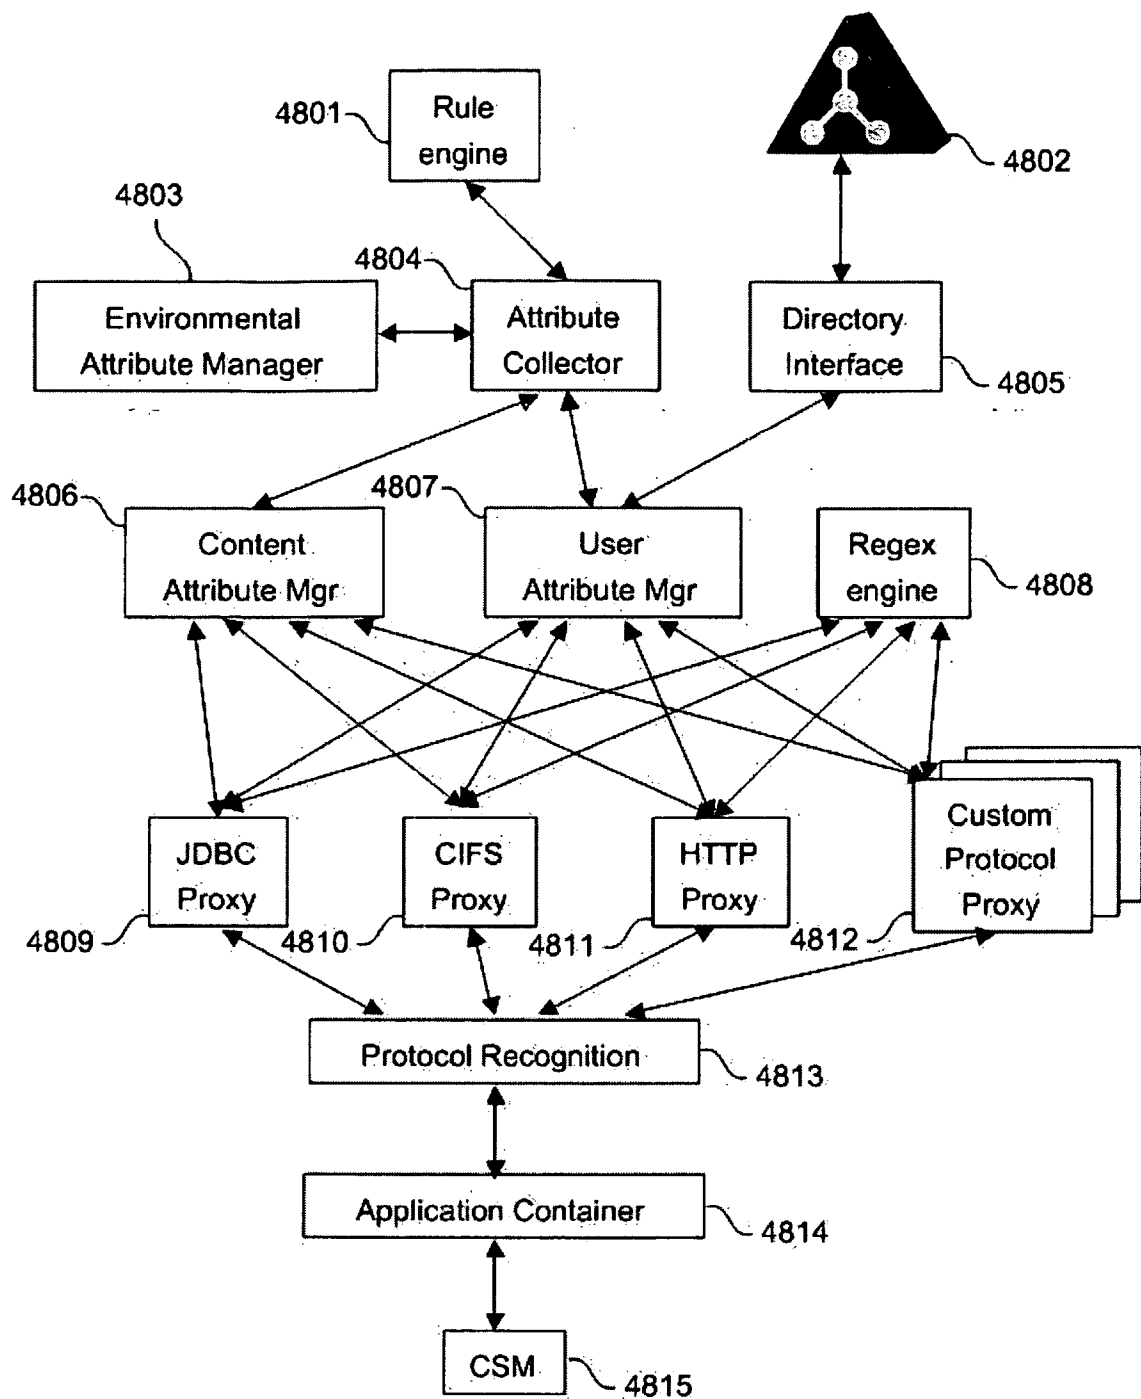 4801
Rule
engine
4802
4803
4804
Environmental
Attribute Manager
Attribute
Collector
Directory
Interface
4805
4806
4807
Content
Attribute Mgr
User
Attribute Mgr
Regex
engine
4808
JDBC
Proxy
CIFS
Proxy
HTTP
Proxy
Custom
Protocol
Proxy
4809
4810
4811
4812
Protocol Recognition
4813
Application Container
4814
CSM
4815